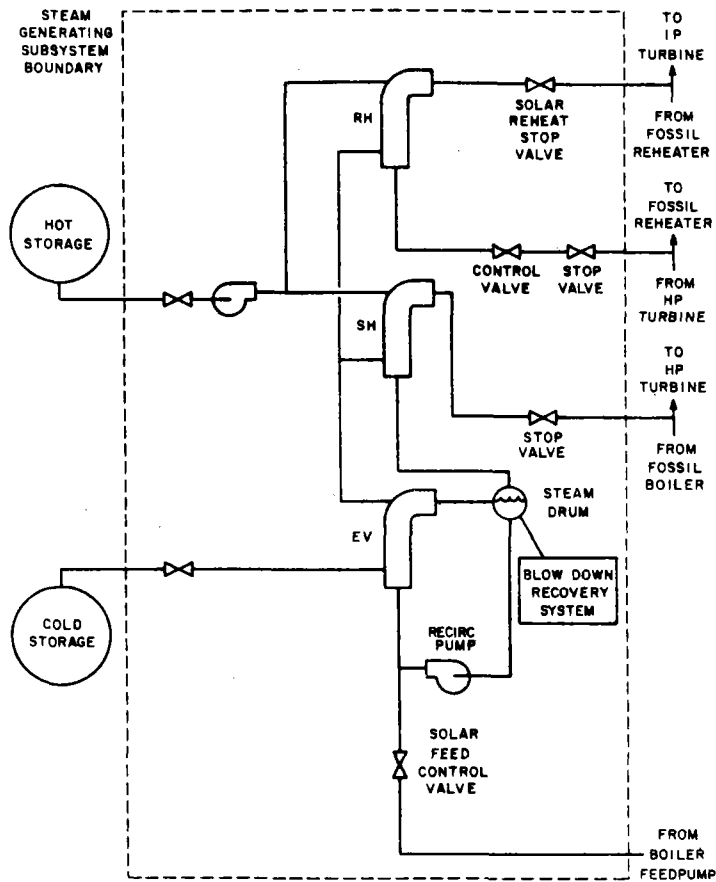 STEAM
GENERATING
SUBSYSTEM
BOUNDARY
TO
IP
TURBINE
RH
SOLAR
REHEAT
STOP
VALVE
FROM
FOSSIL
REHEATER
TO
FOSSIL
REHEATER
HOT
STORAGE
CONTROL
VALVE
STOP
VALVE
FROM
HP
TURBINE
SH
TO
HP
TURBINE
STOP
VALVE
FROM
FOSSIL
BOILER
STEAM
DRUM
EV
BLOW DOWN
RECOVERY
SYSTEM
COLD
STORAGE
RECIRC
PUMP
SOLAR
FEED
CONTROL
VALVE
FROM
BOILER
FEEDPUMP